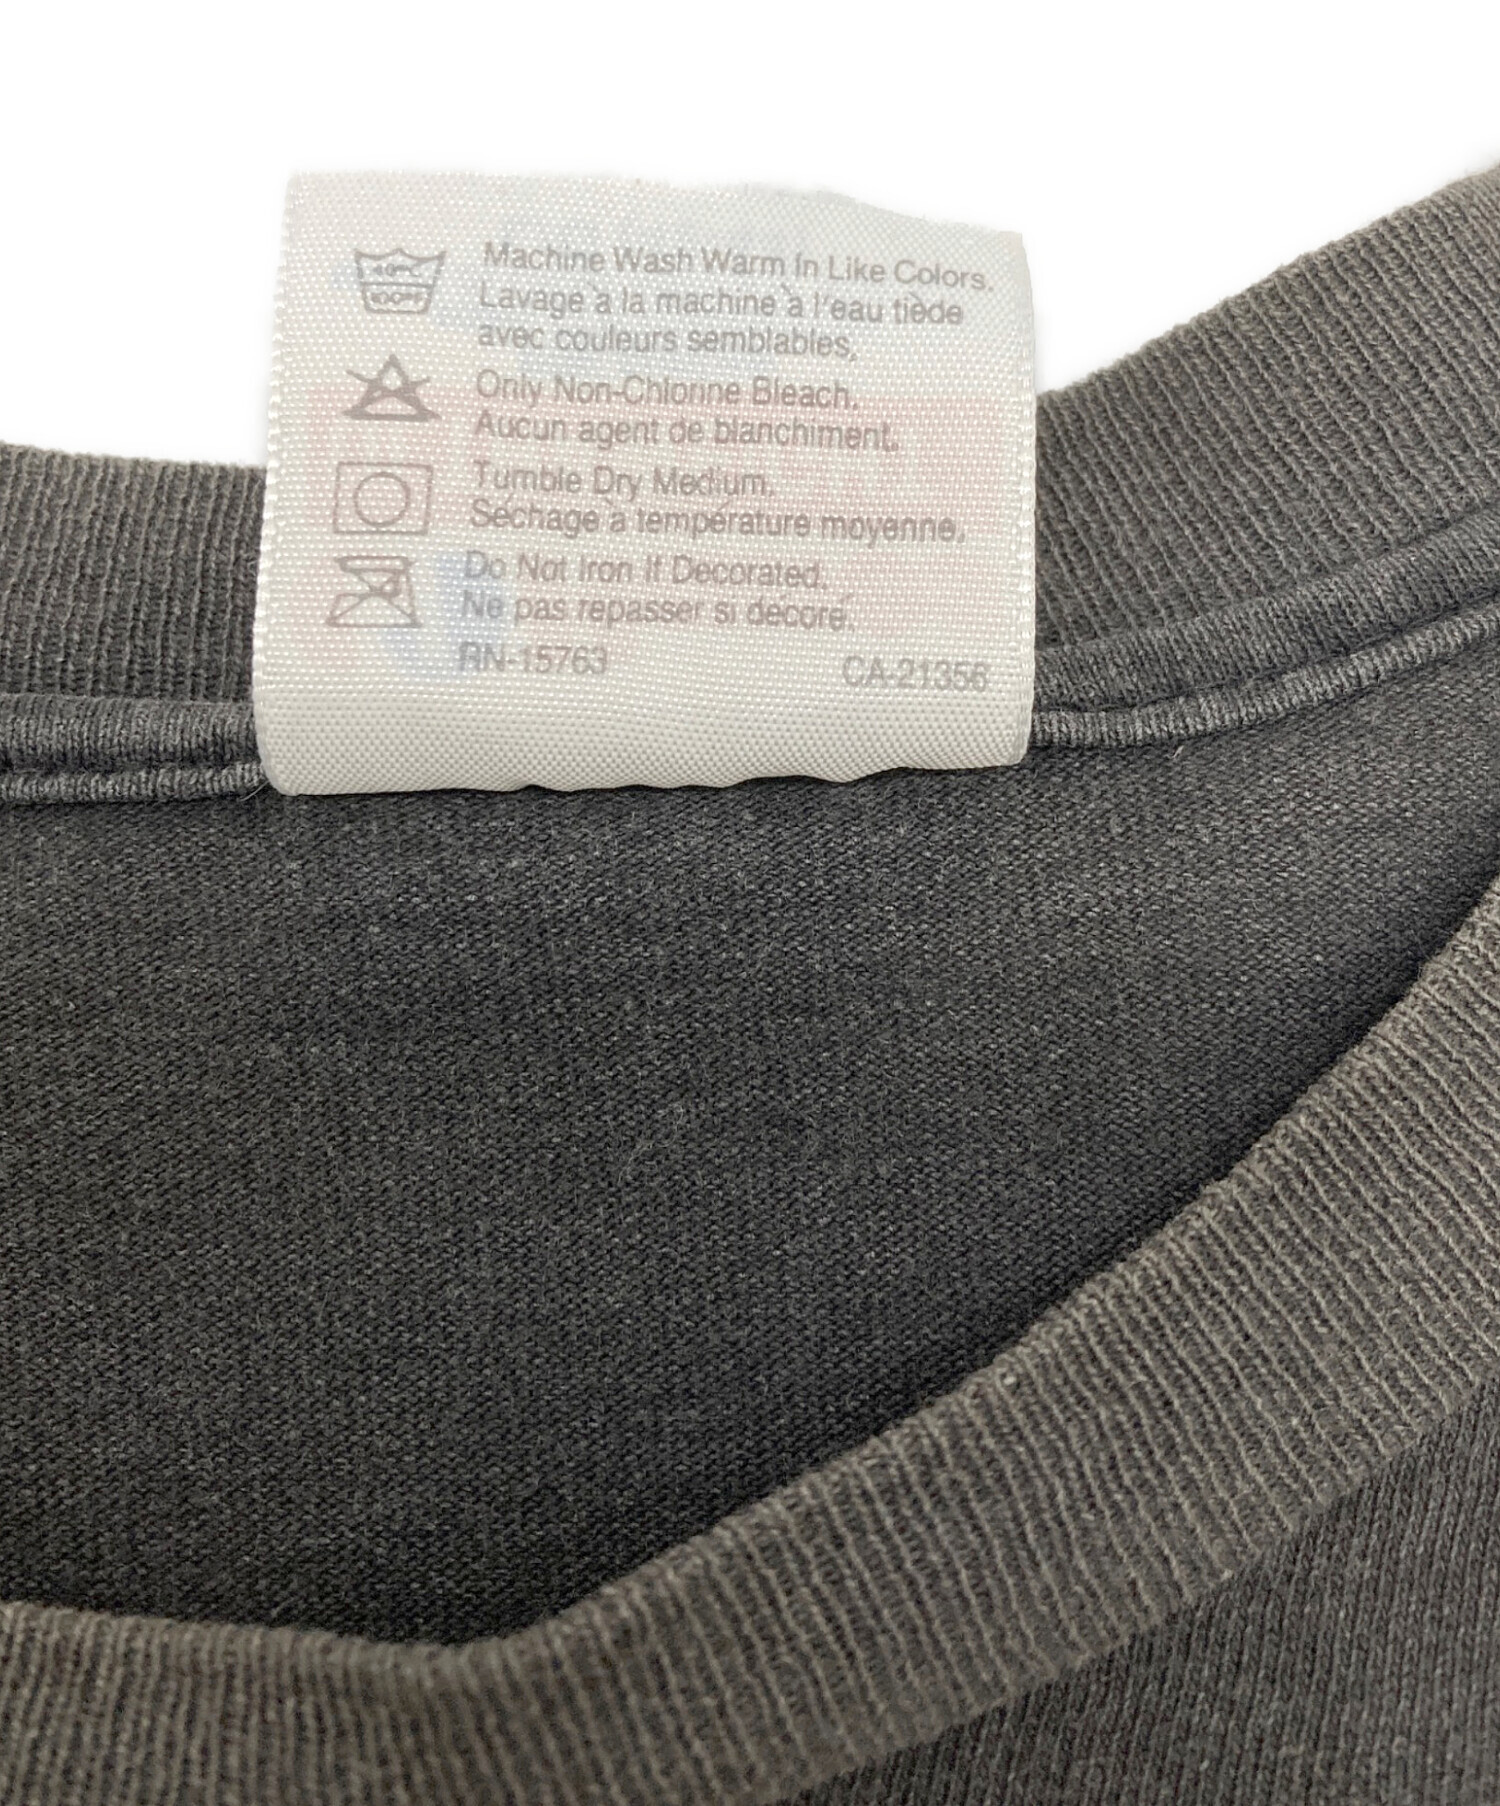 40°C
100°F
Machine Wash Warm In Like Colors.
Lavage à la machine à l'eau tiède
avec couleurs semblables.
Only Non-Chlorine Bleach.
Aucun agent de blanchiment.
Tumble Dry Medium.
Séchage à température moyenne.
Do Not Iron If Decorated.
Ne pas repasser si décoré.
RN-15763 CA-21356